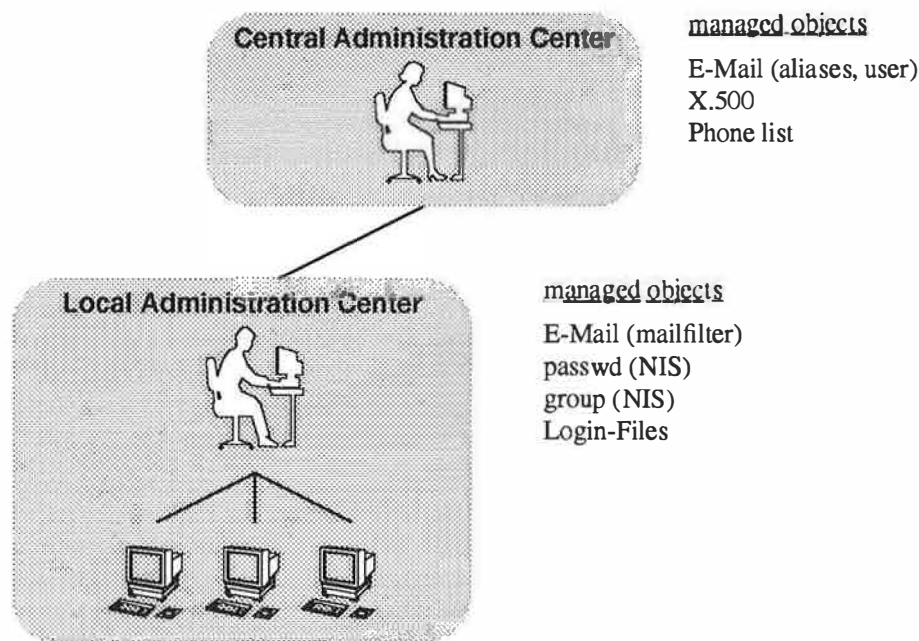 Central Administration Center
managed objects
E-Mail (aliases, user)
X.500
Phone list
Local Administration Center
managed objects
E-Mail (mailfilter)
passwd (NIS)
group (NIS)
Login-Files